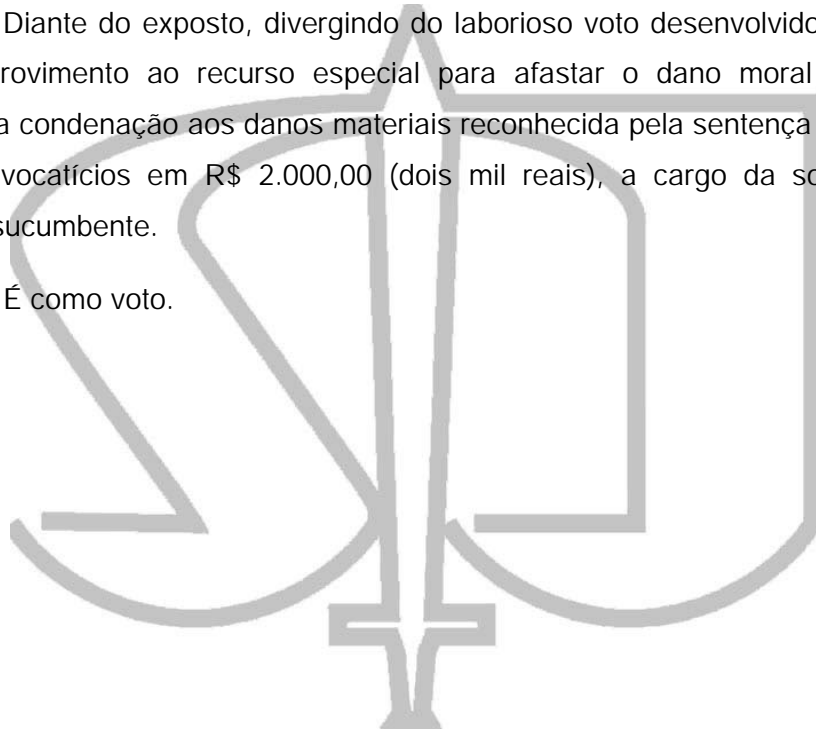 Diante do exposto, divergindo do laborioso voto desenvolvido
rovimento ao recurso especial para afastar o dano moral
a condenação aos danos materiais reconhecida pela sentença
vocatícios em R$ 2.000,00 (dois mil reais), a cargo da so
sucumbente.
É como voto.